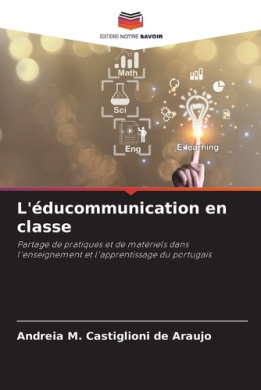 EDITIONS NOTRE SAVOIR
Math
Sci
Eng
E-learning
L'éducommunication en
classe
Partage de pratiques et de matériels dans
l'enseignement et l'apprentissage du portugais
Andreia M. Castiglioni de Araujo